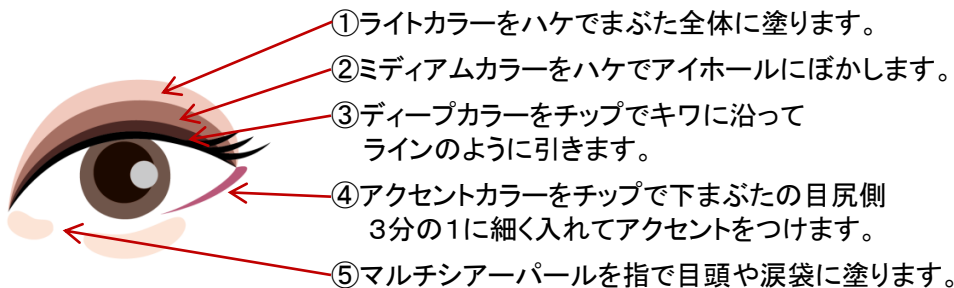 ①ライトカラーをハケでまぶた全体に塗ります。
②ミディアムカラーをハケでアイホールにぼかします。
③ディープカラーをチップでキワに沿って
ラインのように引きます。
④アクセントカラーをチップで下まぶたの目尻側
３分の１に細く入れてアクセントをつけます。
⑤マルチシアーパールを指で目頭や涙袋に塗ります。